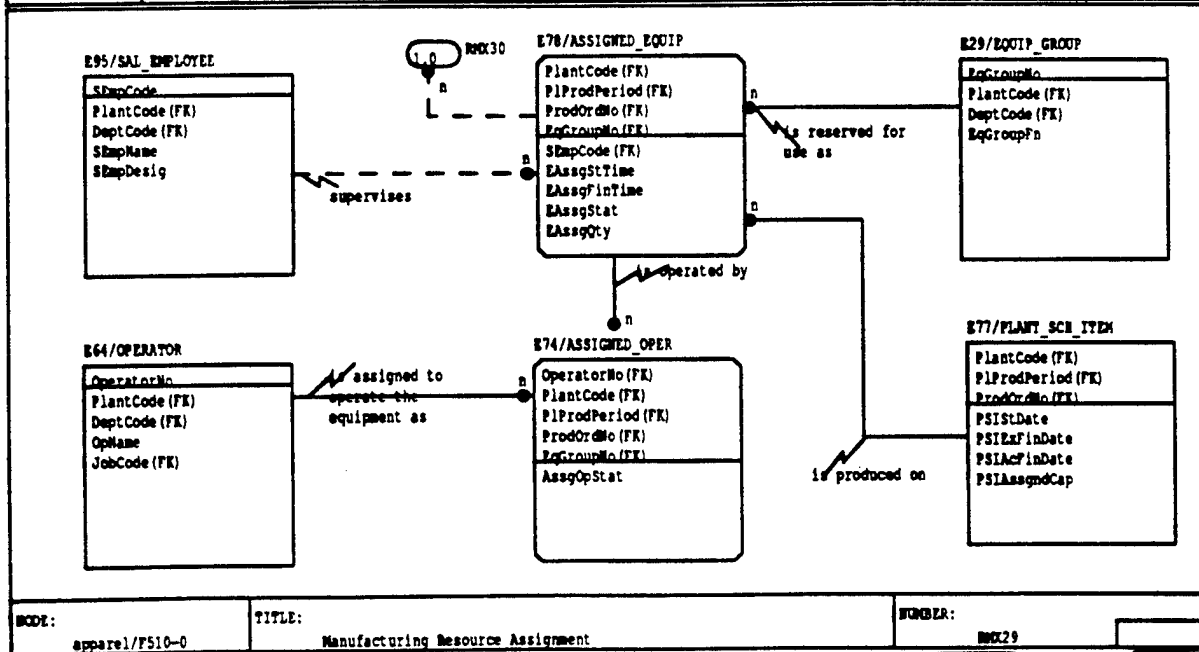 E95/SAL_EMPLOYEE
SEmpCode
PlantCode(FK)
DeptCode(FK)
SEmpName
SEmpDesig
1,0
RMX30
n
E78/ASSIGNED_EQUIP
PlantCode(FK)
PlProdPeriod(FK)
ProdOrdNo(FK)
EqGroupNo(FK)
SEmpCode(FK)
EAssgStTime
EAssgFinTime
EAssgStat
EAssgQty
n
supervises
n
is reserved for
use as
n
E29/EQUIP_GROUP
EqGroupNo
PlantCode(FK)
DeptCode(FK)
EqGroupFn
is operated by
n
E64/OPERATOR
OperatorNo
PlantCode(FK)
DeptCode(FK)
OpName
JobCode(FK)
is assigned to
operate the
equipment as
n
E74/ASSIGNED_OPER
OperatorNo(FK)
PlantCode(FK)
PlProdPeriod(FK)
ProdOrdNo(FK)
EqGroupNo(FK)
AssgOpStat
is produced on
E77/PLANT_SCH_ITEM
PlantCode(FK)
PlProdPeriod(FK)
ProdOrdNo(FK)
PSIStDate
PSIExFinDate
PSIAcFinDate
PSIAssgndCap
NODE:
apparel/F510-0
TITLE:
Manufacturing Resource Assignment
NUMBER:
RMX29